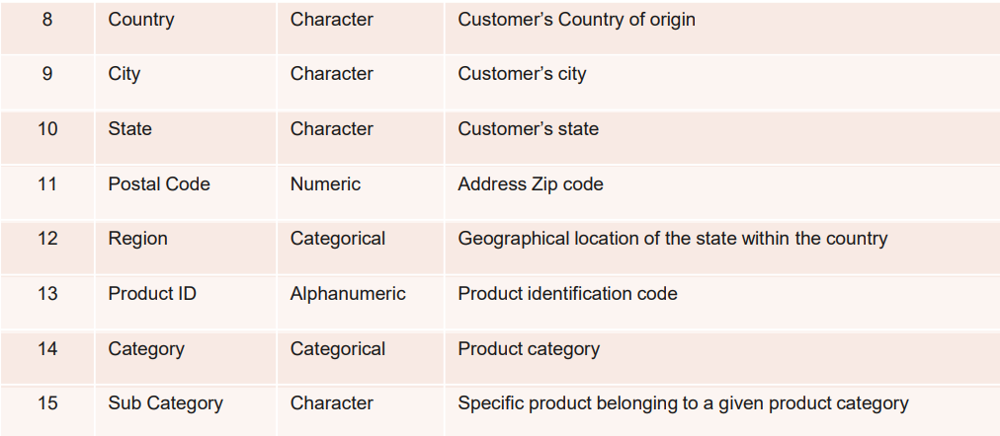 8 Country Character Customer’s Country of origin
9 City Character Customer’s city
10 State Character Customer’s state
11 Postal Code Numeric Address Zip code
12 Region Categorical Geographical location of the state within the country
13 Product ID Alphanumeric Product identification code
14 Category Categorical Product category
15 Sub Category Character Specific product belonging to a given product category